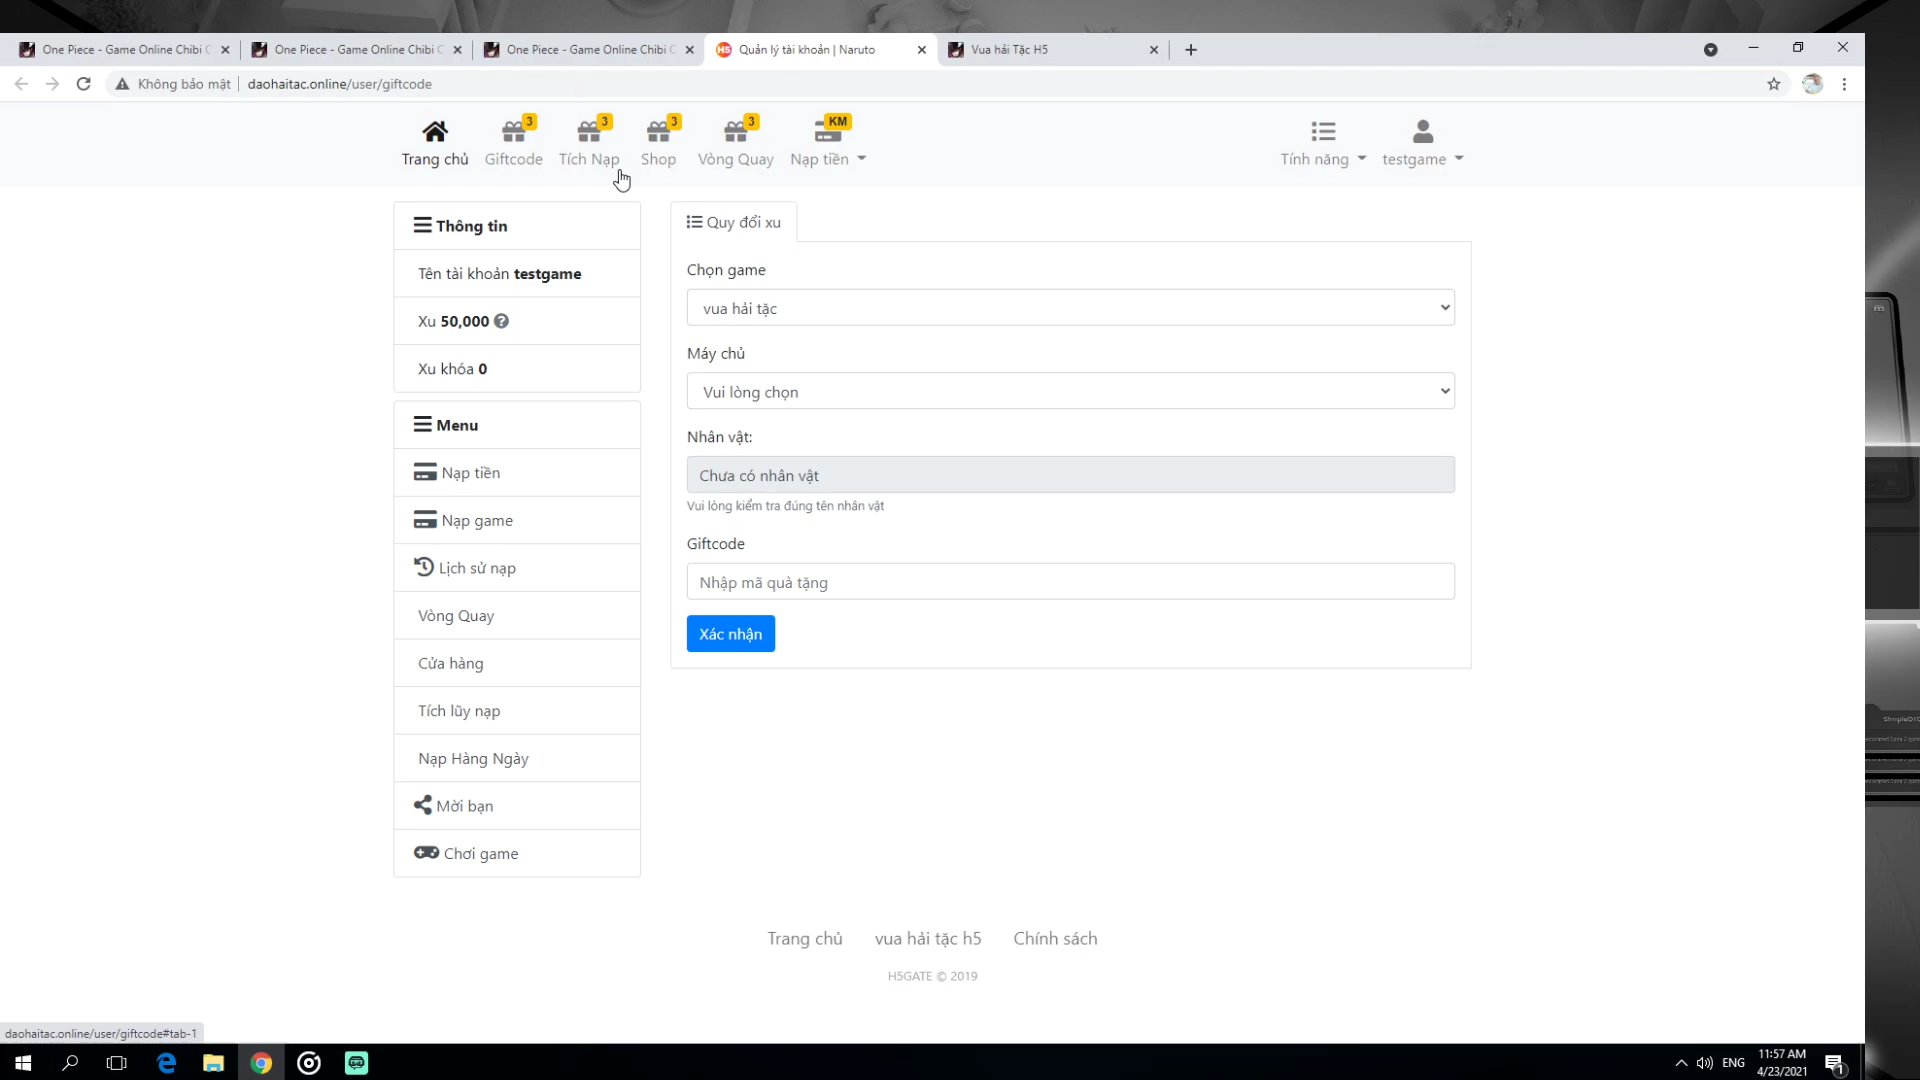 One Piece - Game Online Chibi C
One Piece - Game Online Chibi C
One Piece - Game Online Chibi C
H5 Quản lý tài khoản | Naruto
Vua hải Tặc H5
Không bảo mật
daohaitac.online/user/giftcode
Trang chủ
3
Giftcode
3
Tích Nạp
3
Shop
3
Vòng Quay
KM
Nạp tiền
Tính năng
testgame
Thông tin
Tên tài khoản testgame
Xu 50,000
Xu khóa 0
Menu
Nạp tiền
Nạp game
Lịch sử nạp
Vòng Quay
Cửa hàng
Tích lũy nạp
Nạp Hàng Ngày
Mời bạn
Chơi game
Quy đổi xu
Chọn game
vua hải tặc
Máy chủ
Vui lòng chọn
Nhân vật:
Chưa có nhân vật
Vui lòng kiểm tra đúng tên nhân vật
Giftcode
Nhập mã quà tặng
Xác nhận
Trang chủ
vua hải tặc h5
Chính sách
H5GATE © 2019
daohaitac.online/user/giftcode#tab-1
ENG
11:57 AM
4/23/2021
1